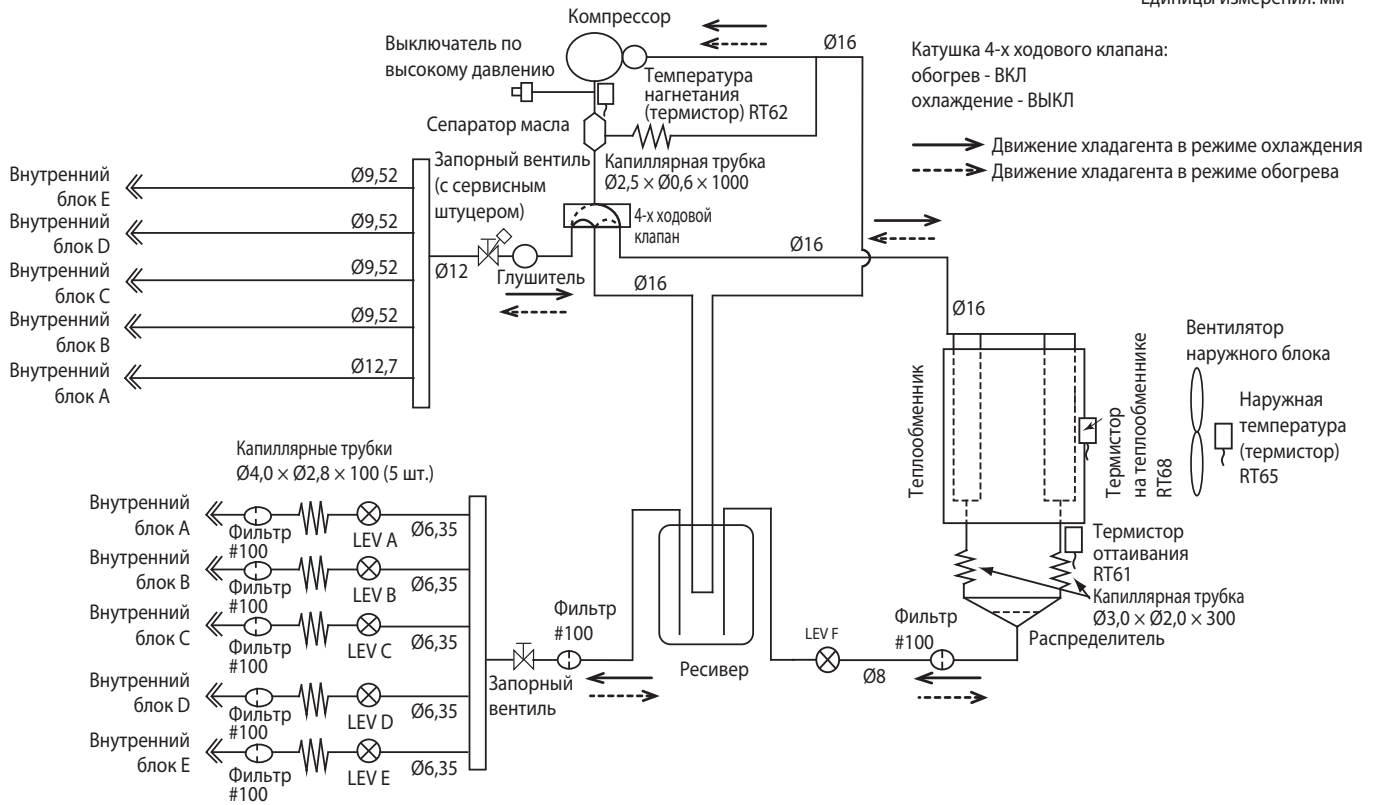 Единицы измерения: мм
Компрессор
Выключатель по
высокому давлению
Ø16
Температура
нагнетания
(термистор) RT62
Сепаратор масла
Капиллярная трубка
Ø2,5 × Ø0,6 × 1000
Катушка 4-х ходового клапана:
обогрев - ВКЛ
охлаждение - ВЫКЛ
Движение хладагента в режиме охлаждения
Движение хладагента в режиме обогрева
Запорный вентиль
(с сервисным
штуцером)
4-х ходовой
клапан
Внутренний
блок E
Ø9,52
Внутренний
блок D
Ø9,52
Внутренний
блок C
Ø9,52
Внутренний
блок B
Ø9,52
Внутренний
блок A
Ø12,7
Ø12
Глушитель
Ø16
Ø16
Ø16
Теплообменник
Термистор
на теплообменнике
RT68
Вентилятор
наружного блока
Наружная
температура
(термистор)
RT65
Термистор
оттаивания
RT61
Капиллярная трубка
Ø3,0 × Ø2,0 × 300
Распределитель
Капиллярные трубки
Ø4,0 × Ø2,8 × 100 (5 шт.)
Внутренний
блок A
Фильтр
#100
LEV A
Ø6,35
Внутренний
блок B
Фильтр
#100
LEV B
Ø6,35
Внутренний
блок C
Фильтр
#100
LEV C
Ø6,35
Внутренний
блок D
Фильтр
#100
LEV D
Ø6,35
Внутренний
блок E
Фильтр
#100
LEV E
Ø6,35
Запорный
вентиль
Фильтр
#100
Ресивер
LEV F
Ø8
Фильтр
#100